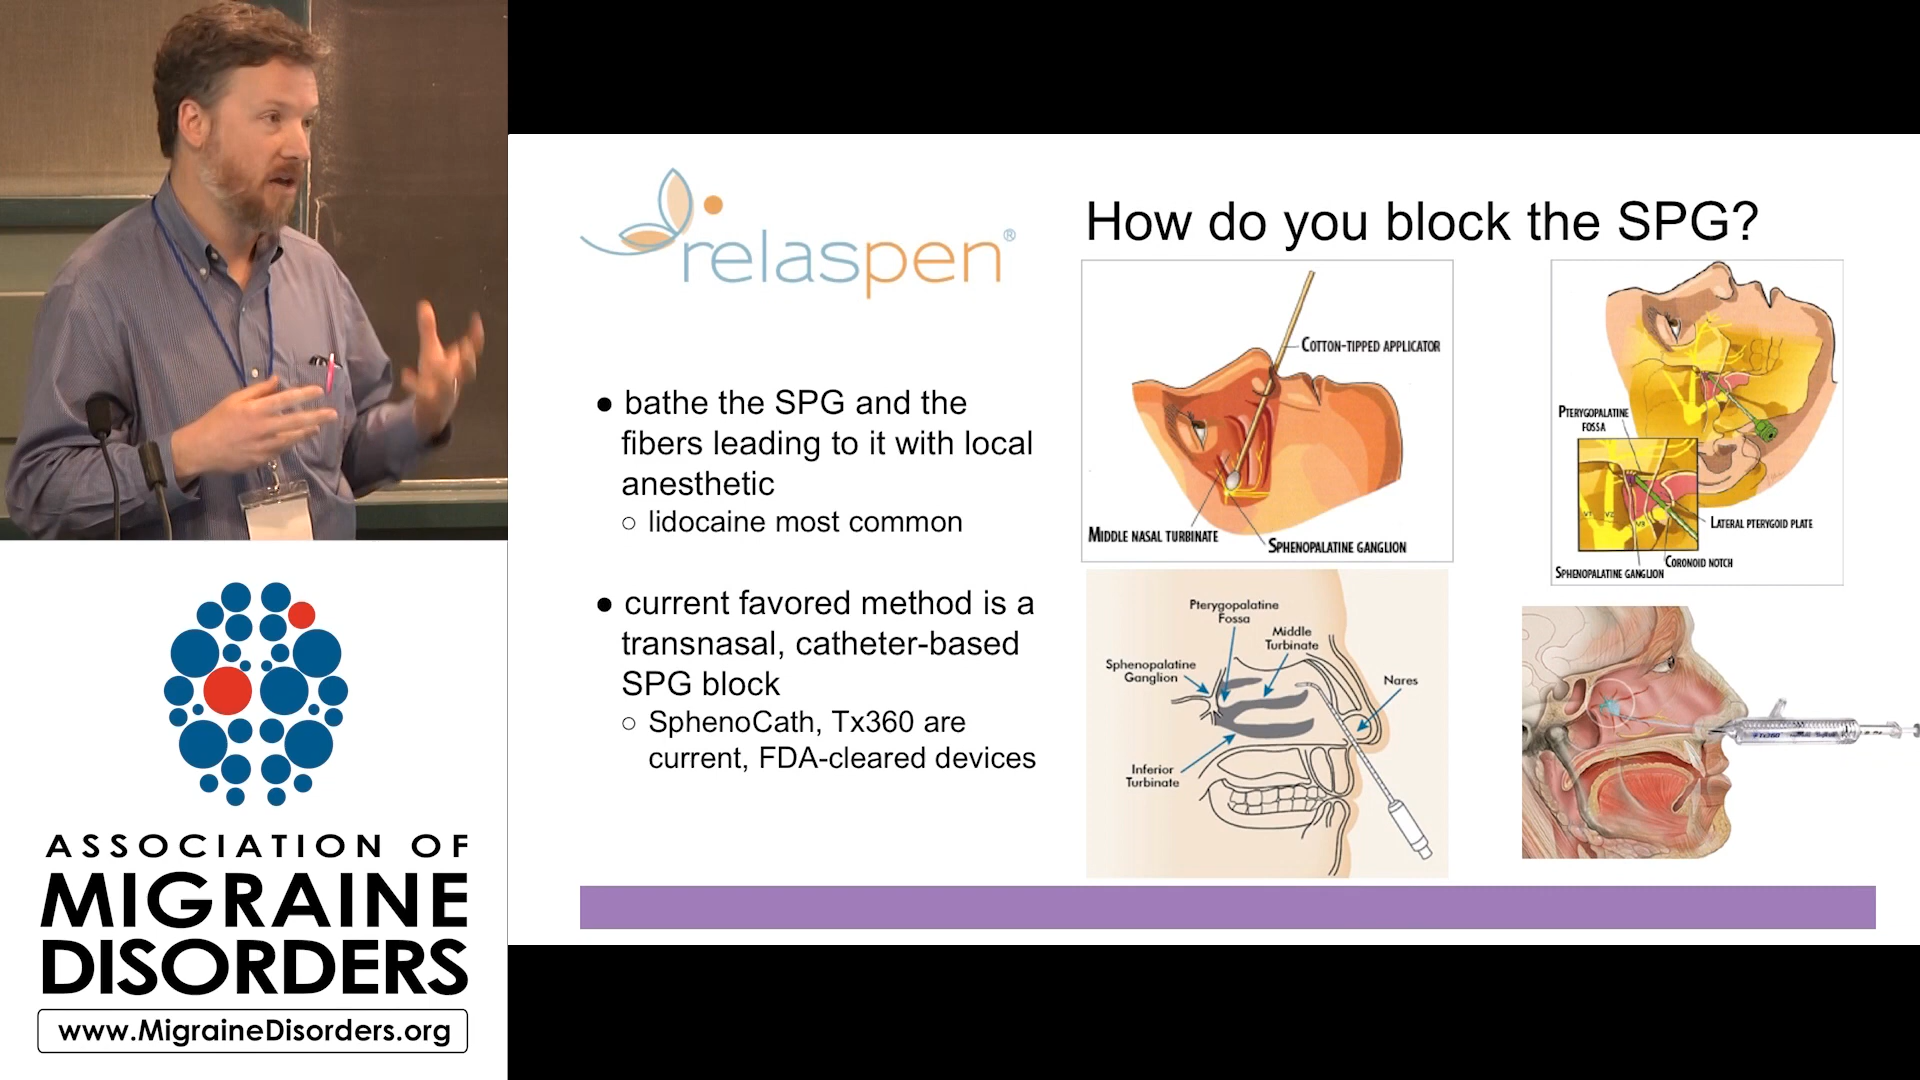 relaspen®
How do you block the SPG?
● bathe the SPG and the
fibers leading to it with local
anesthetic
○ lidocaine most common
● current favored method is a
transnasal, catheter-based
SPG block
○ SphenoCath, Tx360 are
current, FDA-cleared devices
COTTON-TIPPED APPLICATOR
MIDDLE NASAL TURBINATE
SPHENOPALATINE GANGLION
PTERYGOPALATINE
FOSSA
V1 V2
V3
LATERAL PTERYGOID PLATE
CORONOID NOTCH
SPHENOPALATINE GANGLION
Pterygopalatine
Fossa
Middle
Turbinate
Sphenopalatine
Ganglion
Nares
Inferior
Turbinate
ASSOCIATION OF
MIGRAINE
DISORDERS
www.MigraineDisorders.org